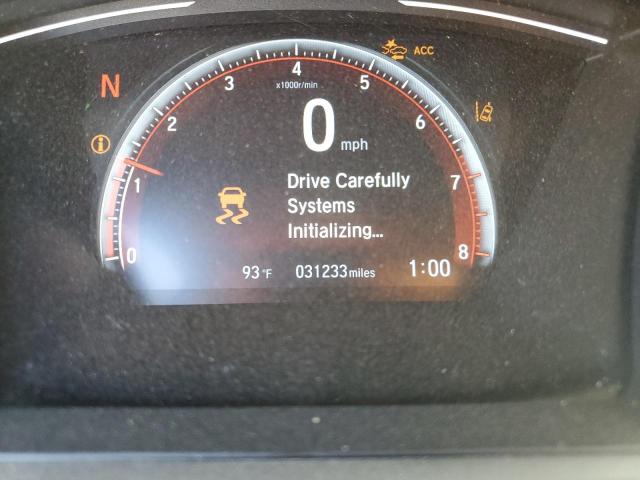 ACC
N
4
3
5
x1000r/min
2
6
0 mph
i
1
7
Drive Carefully
Systems
Initializing...
0
8
93°F 031233 miles 1:00